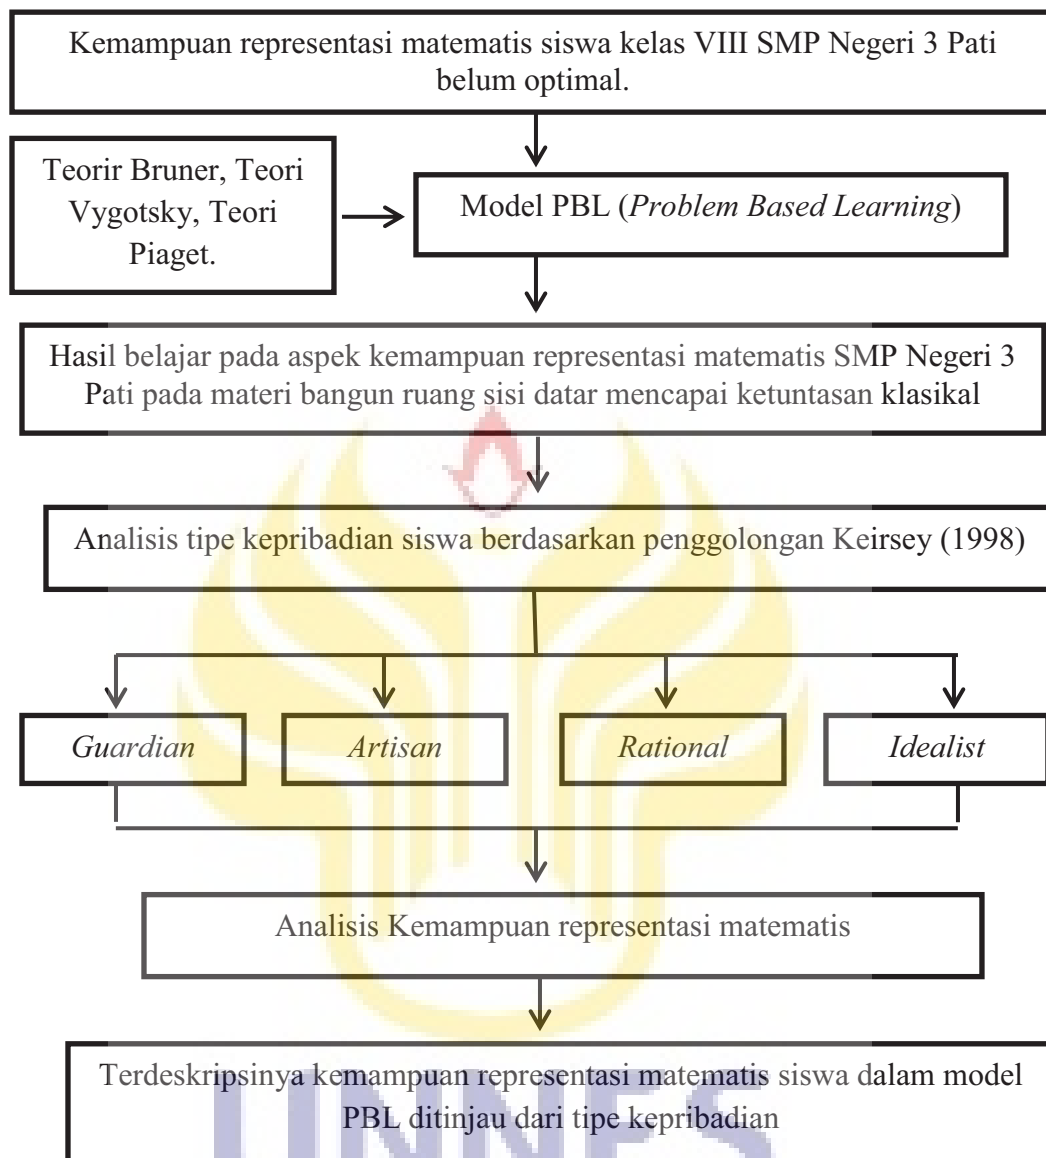 Kemampuan representasi matematis siswa kelas VIII SMP Negeri 3 Pati
belum optimal.
Teorir Bruner, Teori
Vygotsky, Teori
Piaget.
Model PBL (Problem Based Learning)
Hasil belajar pada aspek kemampuan representasi matematis SMP Negeri 3
Pati pada materi bangun ruang sisi datar mencapai ketuntasan klasikal
Analisis tipe kepribadian siswa berdasarkan penggolongan Keirsey (1998)
Guardian
Artisan
Rational
Idealist
Analisis Kemampuan representasi matematis
Terdeskripsinya kemampuan representasi matematis siswa dalam model
PBL ditinjau dari tipe kepribadian
UNNES